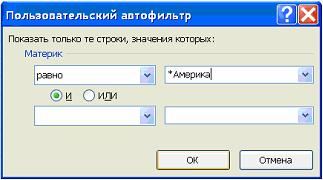 Пользовательский автофильтр
Показать только те строки, значения которых:
Материк
равно *Америка
И ИЛИ
ОК Отмена